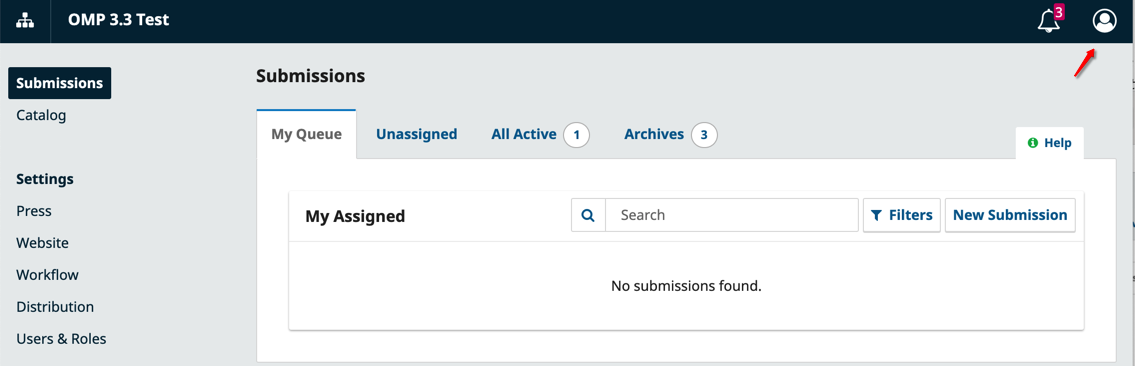 OMP 3.3 Test
3
Submissions
Catalog
Settings
Press
Website
Workflow
Distribution
Users & Roles
Submissions
My Queue
Unassigned
All Active 1
Archives 3
Help
My Assigned
Search
Filters
New Submission
No submissions found.